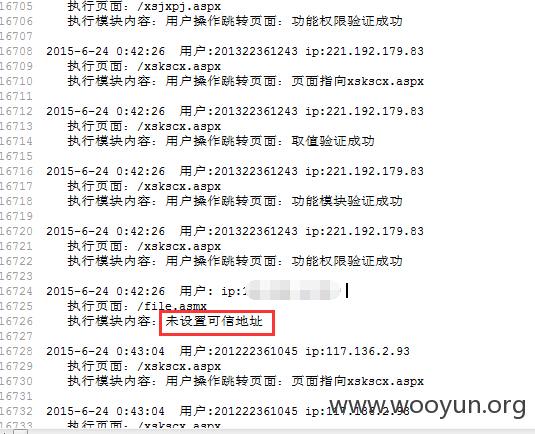 16705 执行页面: /xsjxpj.aspx
16706 执行模块内容: 用户操作跳转页面: 功能权限验证成功
16707
16708 2015-6-24 0:42:26 用户:201322361243 ip:221.192.179.83
16709 执行页面: /xskscx.aspx
16710 执行模块内容: 用户操作跳转页面: 页面指向xskscx.aspx
16711
16712 2015-6-24 0:42:26 用户:201322361243 ip:221.192.179.83
16713 执行页面: /xskscx.aspx
16714 执行模块内容: 用户操作跳转页面: 取值验证成功
16715
16716 2015-6-24 0:42:26 用户:201322361243 ip:221.192.179.83
16717 执行页面: /xskscx.aspx
16718 执行模块内容: 用户操作跳转页面: 功能模块验证成功
16719
16720 2015-6-24 0:42:26 用户:201322361243 ip:221.192.179.83
16721 执行页面: /xskscx.aspx
16722 执行模块内容: 用户操作跳转页面: 功能权限验证成功
16723
16724 2015-6-24 0:42:26 用户: ip:
16725 执行页面: /file.asmx
16726 执行模块内容: 未设置可信地址
16727
16728 2015-6-24 0:43:04 用户:201222361045 ip:117.136.2.93
16729 执行页面: /xskscx.aspx
16730 执行模块内容: 用户操作跳转页面: 页面指向xskscx.aspx
16731
16732 2015-6-24 0:43:04 用户:201222361045 ip:117.136.2.93
16733 执行页面: /xskscx.aspx
www.wooyun.org